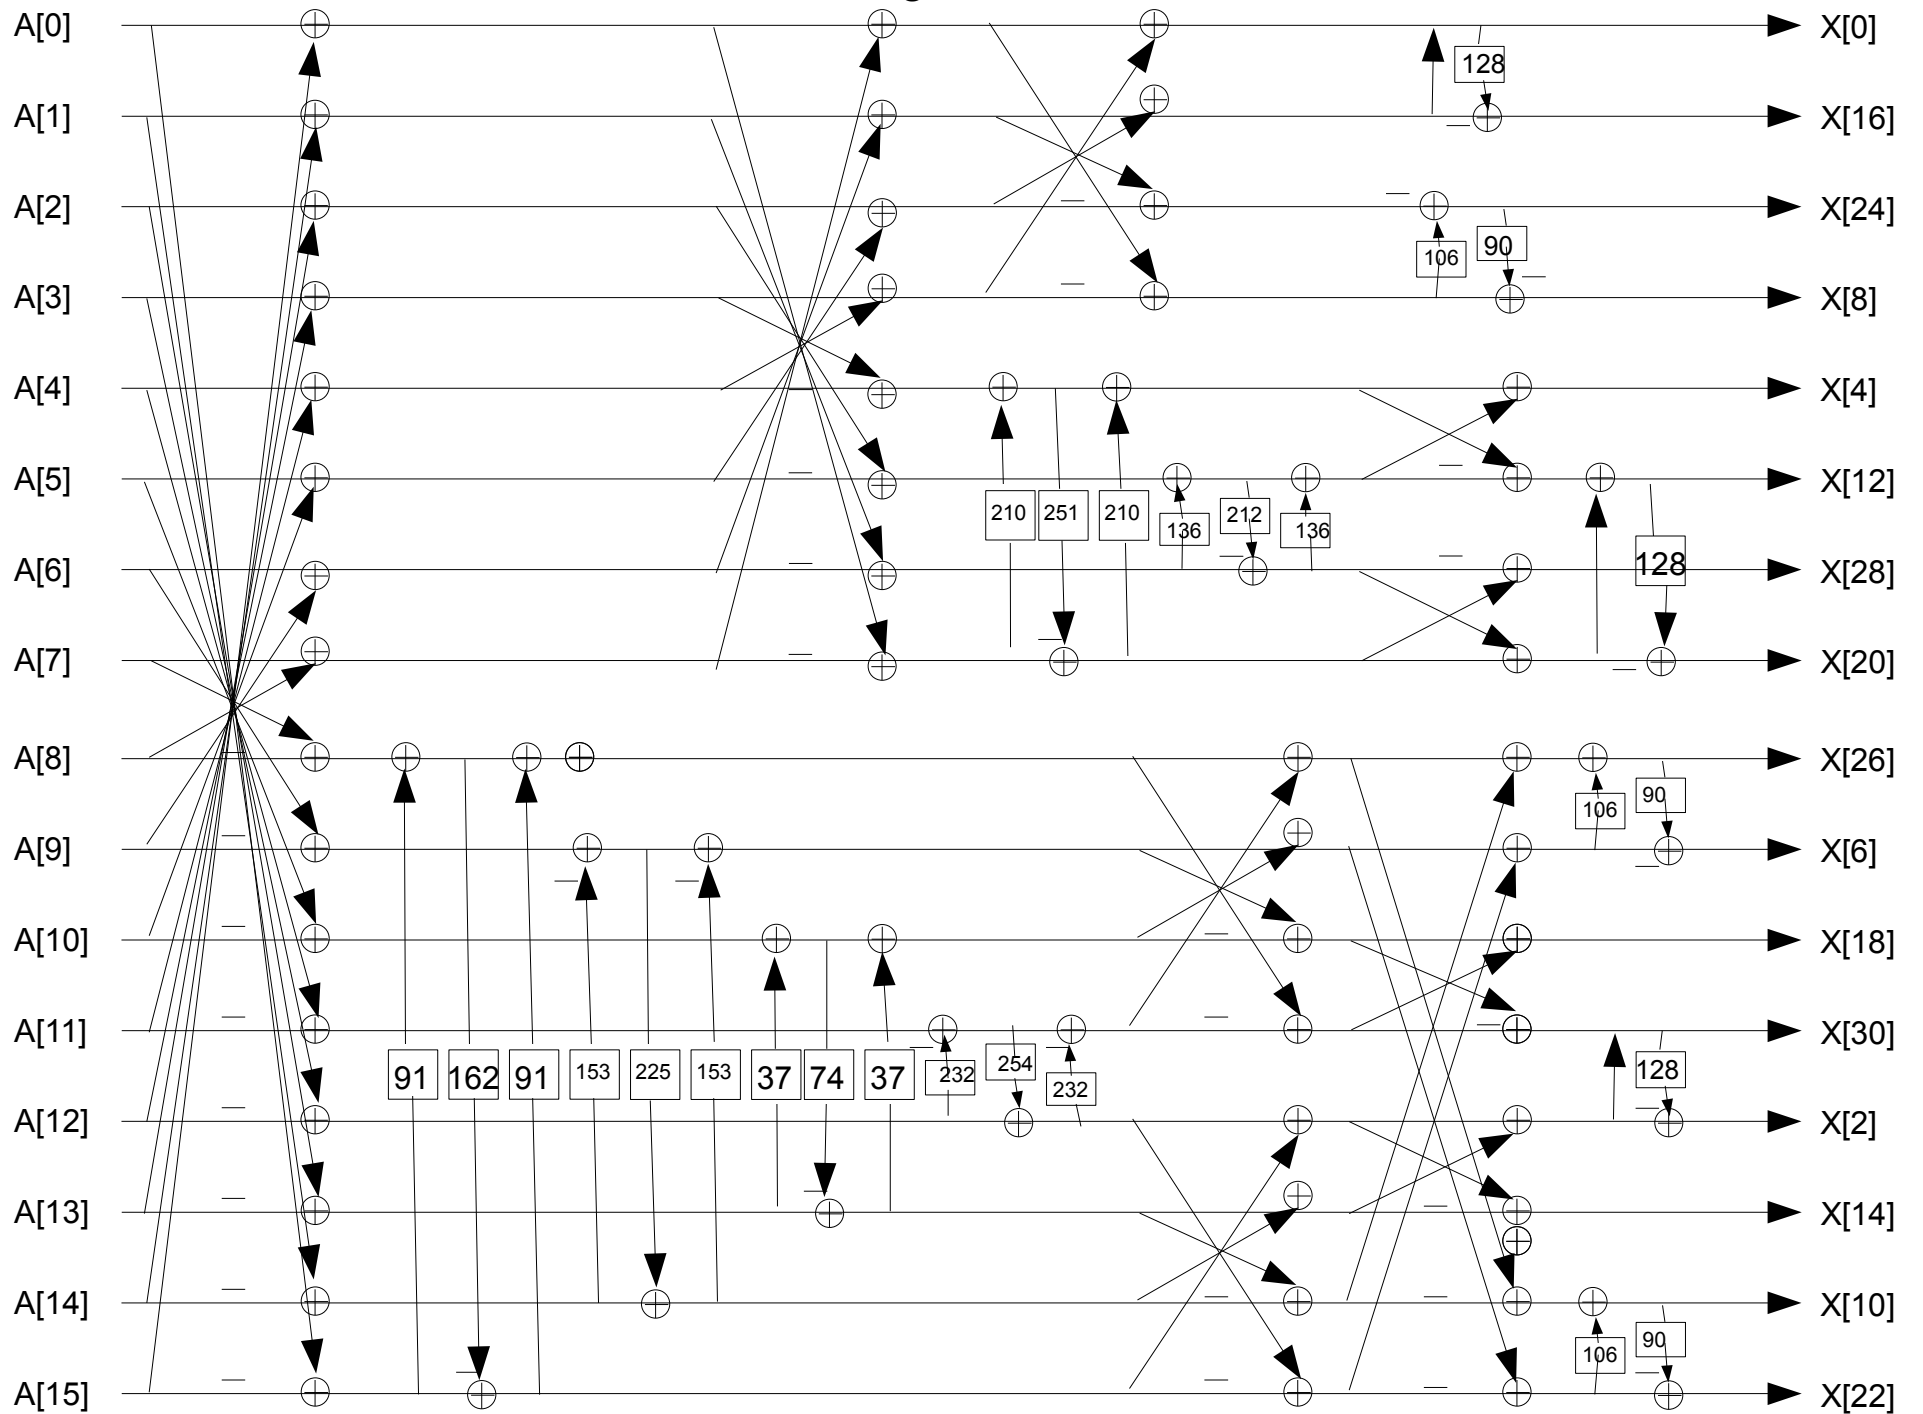 A[0] X[0]
128
A[1] X[16]
A[2] X[24]
106 90
A[3] X[8]
A[4] X[4]
A[5] X[12]
210 251 210 136 212 136
128
A[6] X[28]
A[7] X[20]
A[8] X[26]
106 90
A[9] X[6]
A[10] X[18]
A[11] X[30]
91 162 91 153 225 153 37 74 37 232 254 232 128
A[12] X[2]
A[13] X[14]
A[14] X[10]
106 90
A[15] X[22]